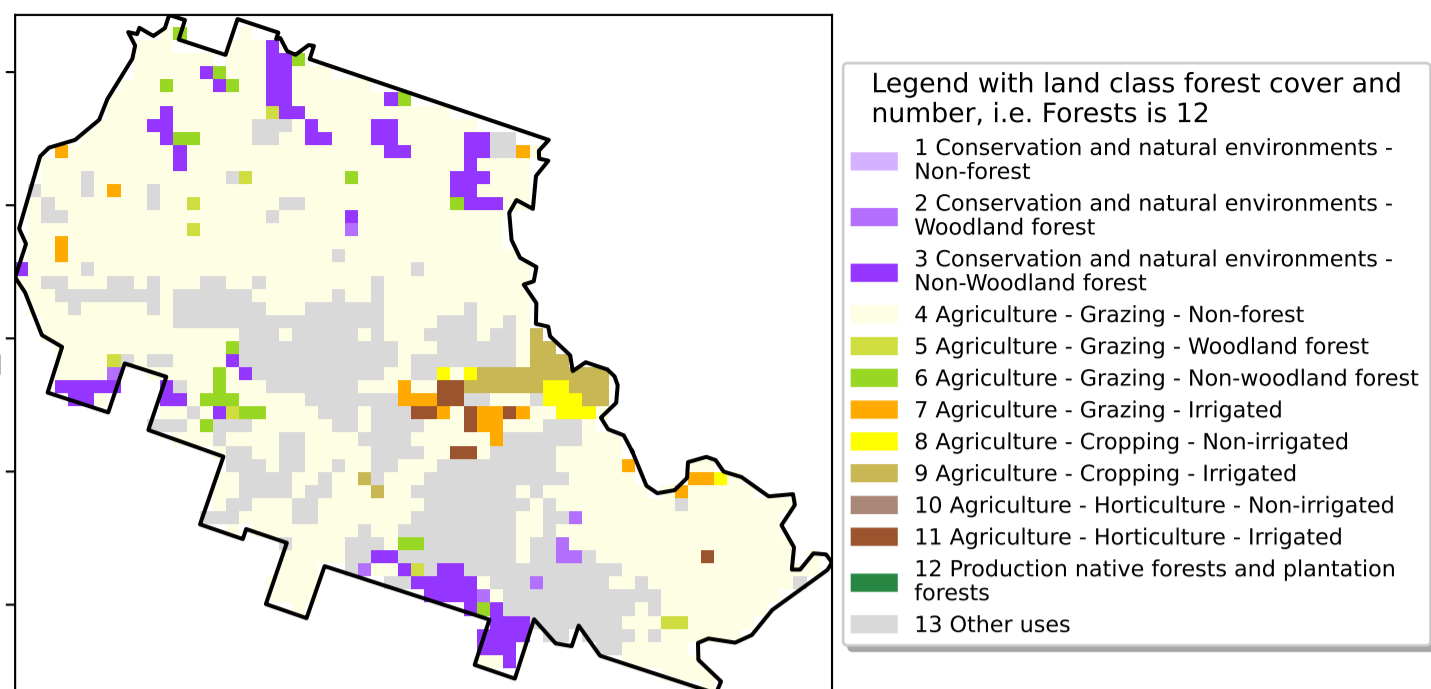 Legend with land class forest cover and
number, i.e. Forests is 12
1 Conservation and natural environments -
Non-forest
2 Conservation and natural environments -
Woodland forest
3 Conservation and natural environments -
Non-Woodland forest
4 Agriculture - Grazing - Non-forest
5 Agriculture - Grazing - Woodland forest
6 Agriculture - Grazing - Non-woodland forest
7 Agriculture - Grazing - Irrigated
8 Agriculture - Cropping - Non-irrigated
9 Agriculture - Cropping - Irrigated
10 Agriculture - Horticulture - Non-irrigated
11 Agriculture - Horticulture - Irrigated
12 Production native forests and plantation
forests
13 Other uses